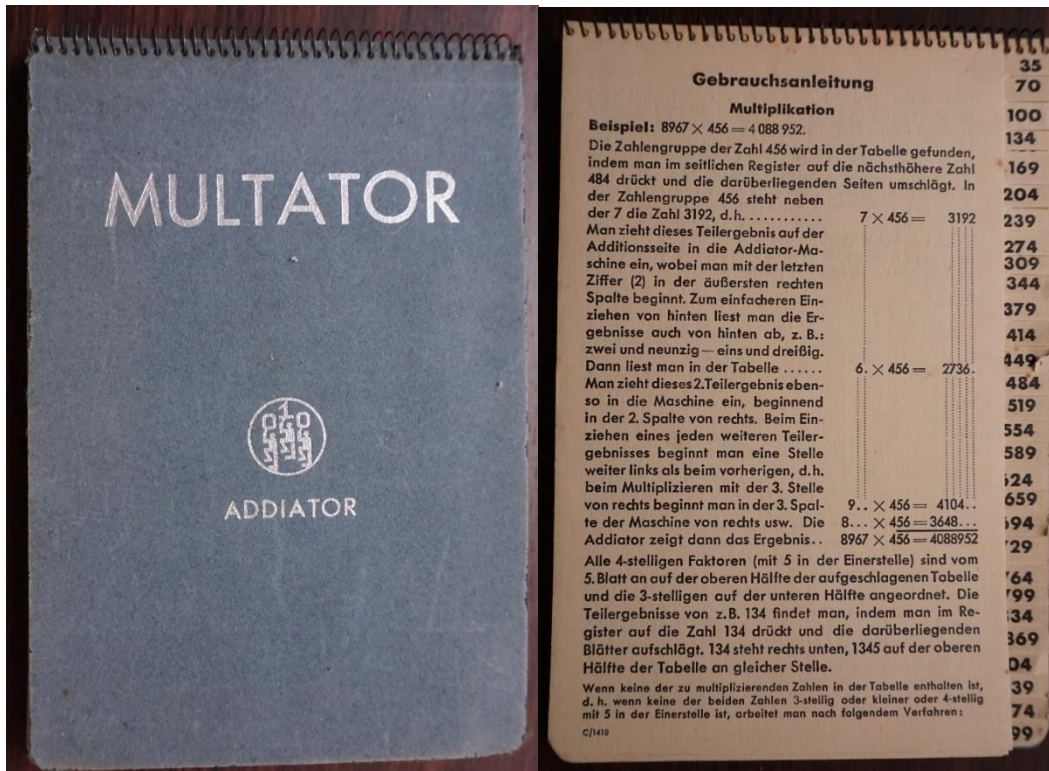 MULTATOR
ADDIATOR
Gebrauchsanleitung
Multiplikation
Beispiel: 8967 × 456 = 4 088 952.
Die Zahlengruppe der Zahl 456 wird in der Tabelle gefunden,
indem man im seitlichen Register auf die nächsthöhere Zahl
484 drückt und die darüberliegenden Seiten umschlägt. In
der Zahlengruppe 456 steht neben
der 7 die Zahl 3192, d.h. ........... 7 × 456 = 3192
Man zieht dieses Teilergebnis auf der
Additionsseite in die Addiator-Ma-
schine ein, wobei man mit der letzten
Ziffer (2) in der äußersten rechten
Spalte beginnt. Zum einfacheren Ein-
ziehen von hinten liest man die Er-
gebnisse auch von hinten ab, z. B.:
zwei und neunzig — eins und dreißig.
Dann liest man in der Tabelle ...... 6. × 456 = 2736.
Man zieht dieses 2. Teilergebnis eben-
so in die Maschine ein, beginnend
in der 2. Spalte von rechts. Beim Ein-
ziehen eines jeden weiteren Teiler-
gebnisses beginnt man eine Stelle
weiter links als beim vorherigen, d.h.
beim Multiplizieren mit der 3. Stelle
von rechts beginnt man in der 3. Spal- 9.. × 456 = 4104..
te der Maschine von rechts usw. Die 8... × 456 = 3648...
Addiator zeigt dann das Ergebnis.. 8967 × 456 = 4088952
Alle 4-stelligen Faktoren (mit 5 in der Einerstelle) sind vom
5. Blatt an auf der oberen Hälfte der aufgeschlagenen Tabelle
und die 3-stelligen auf der unteren Hälfte angeordnet. Die
Teilergebnisse von z.B. 134 findet man, indem man im Re-
gister auf die Zahl 134 drückt und die darüberliegenden
Blätter aufschlägt. 134 steht rechts unten, 1345 auf der oberen
Hälfte der Tabelle an gleicher Stelle.
Wenn keine der zu multiplizierenden Zahlen in der Tabelle enthalten ist,
d. h. wenn keine der beiden Zahlen 3-stellig oder kleiner oder 4-stellig
mit 5 in der Einerstelle ist, arbeitet man nach folgendem Verfahren:
C/1410
35
70
100
134
169
204
239
274
309
344
379
414
449
484
519
554
589
624
659
694
729
764
799
834
869
904
939
974
999